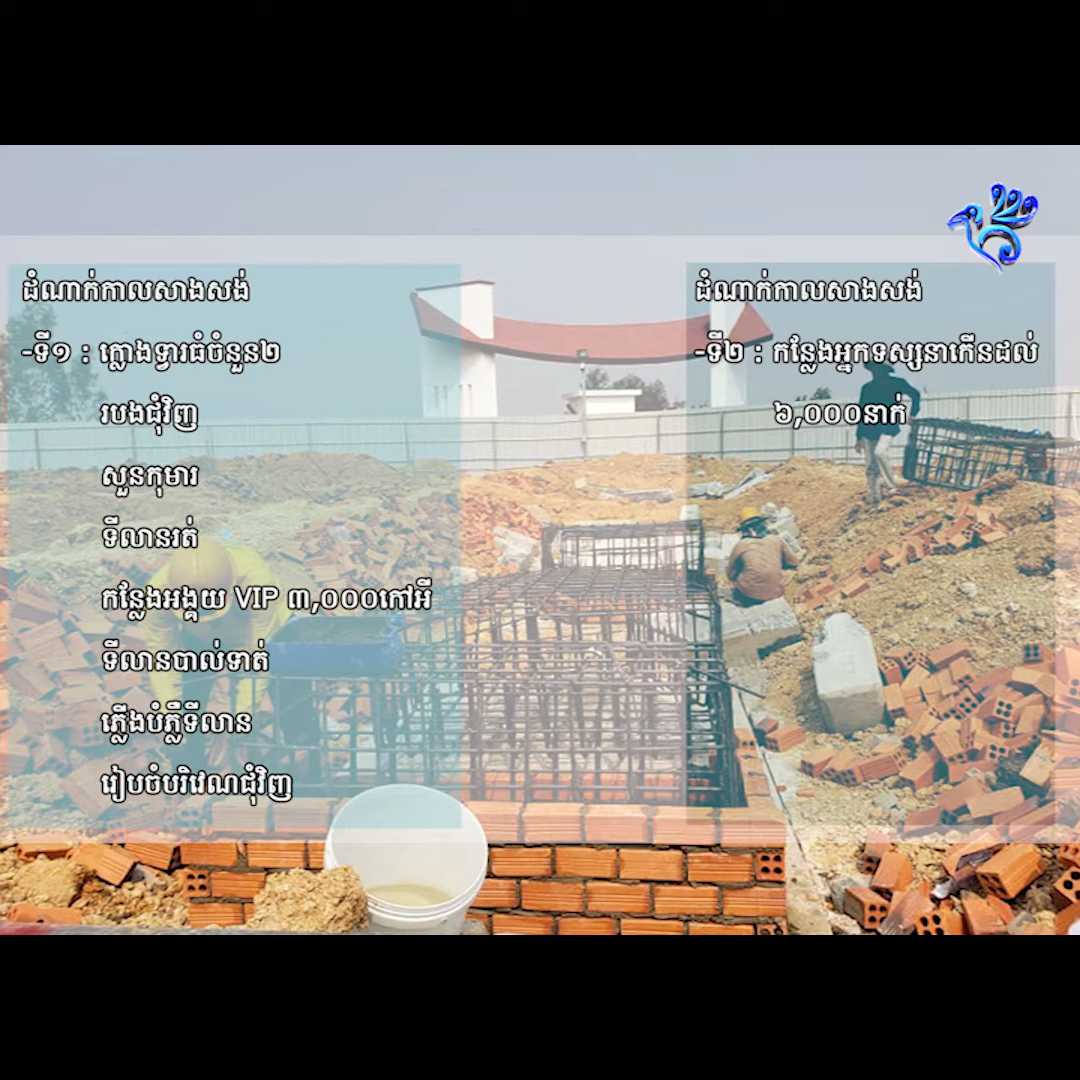 ដំណាក់កាលសាងសង់
-ទី១ : ក្លោងទ្វារធំចំនួន២
របងជុំវិញ
សួនកុមារ
ទីលានរត់
កន្លែងអង្គុយ VIP ៣,០០០កៅអី
ទីលានបាល់ទាត់
ភ្លើងបំភ្លឺទីលាន
រៀបចំបរិវេណជុំវិញ
ដំណាក់កាលសាងសង់
-ទី២ : កន្លែងអ្នកទស្សនាកើនដល់
៦,០០០នាក់